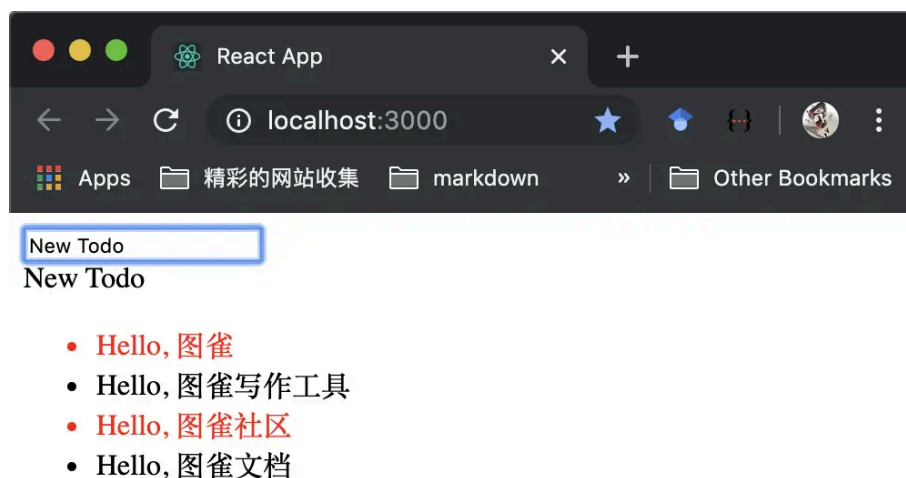 React App
localhost:3000
Apps 精彩的网站收集 markdown » Other Bookmarks
New Todo
New Todo
Hello, 图雀
Hello, 图雀写作工具
Hello, 图雀社区
Hello, 图雀文档